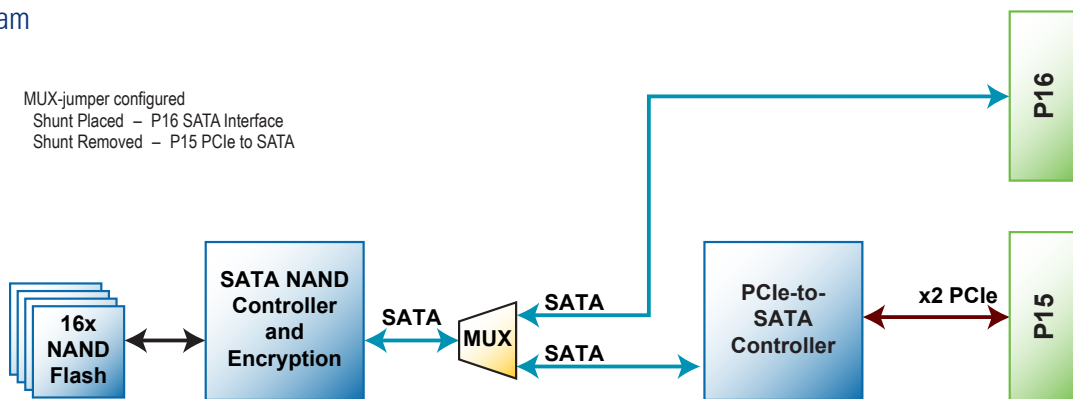 am
MUX-jumper configured
Shunt Placed – P16 SATA Interface
Shunt Removed – P15 PCIe to SATA
P16
16x
NAND
Flash
SATA NAND
Controller
and
Encryption
SATA
MUX
SATA
SATA
PCIe-to-
SATA
Controller
x2 PCIe
P15